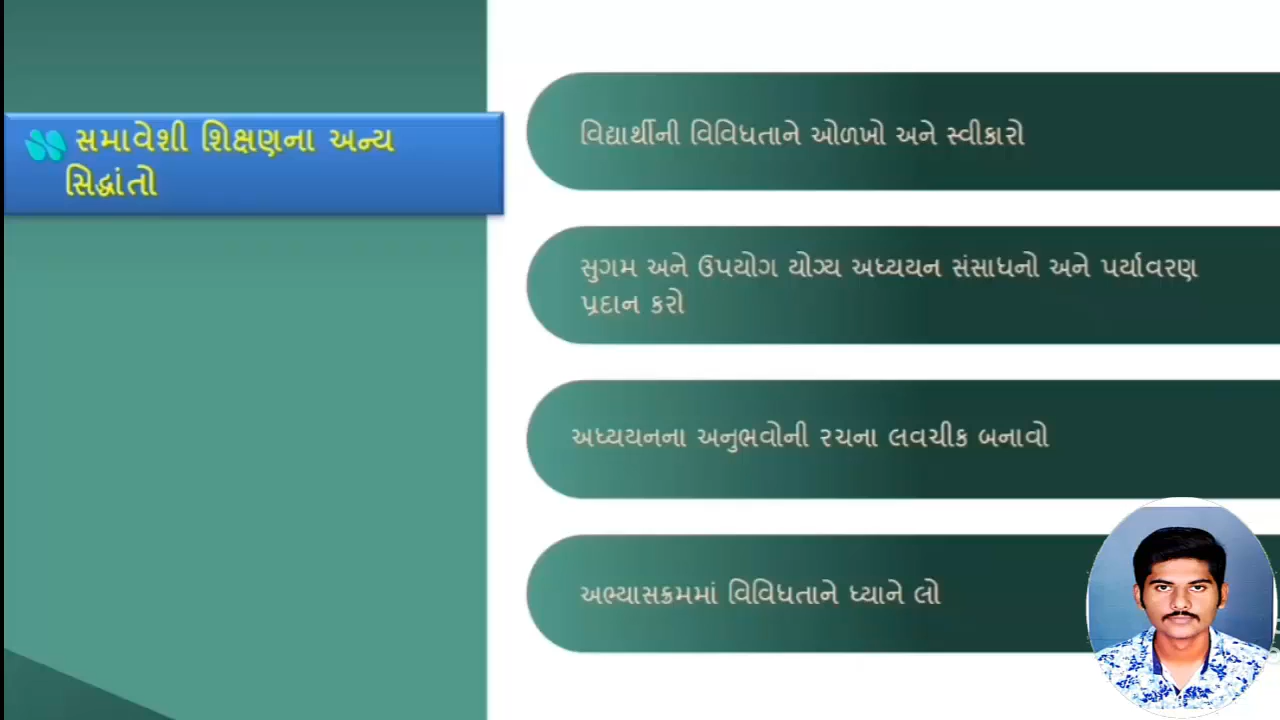 સમાવેશી શિક્ષણના અન્ય
સિદ્ધાંતો
વિદ્યાર્થીની વિવિધતાને ઓળખો અને સ્વીકારો
સુગમ અને ઉપયોગ યોગ્ય અધ્યયન સંસાધનો અને પર્યાવરણ
પ્રદાન કરો
અધ્યયનના અનુભવોની રચના લવચીક બનાવો
અભ્યાસક્રમમાં વિવિધતાને ધ્યાને લો